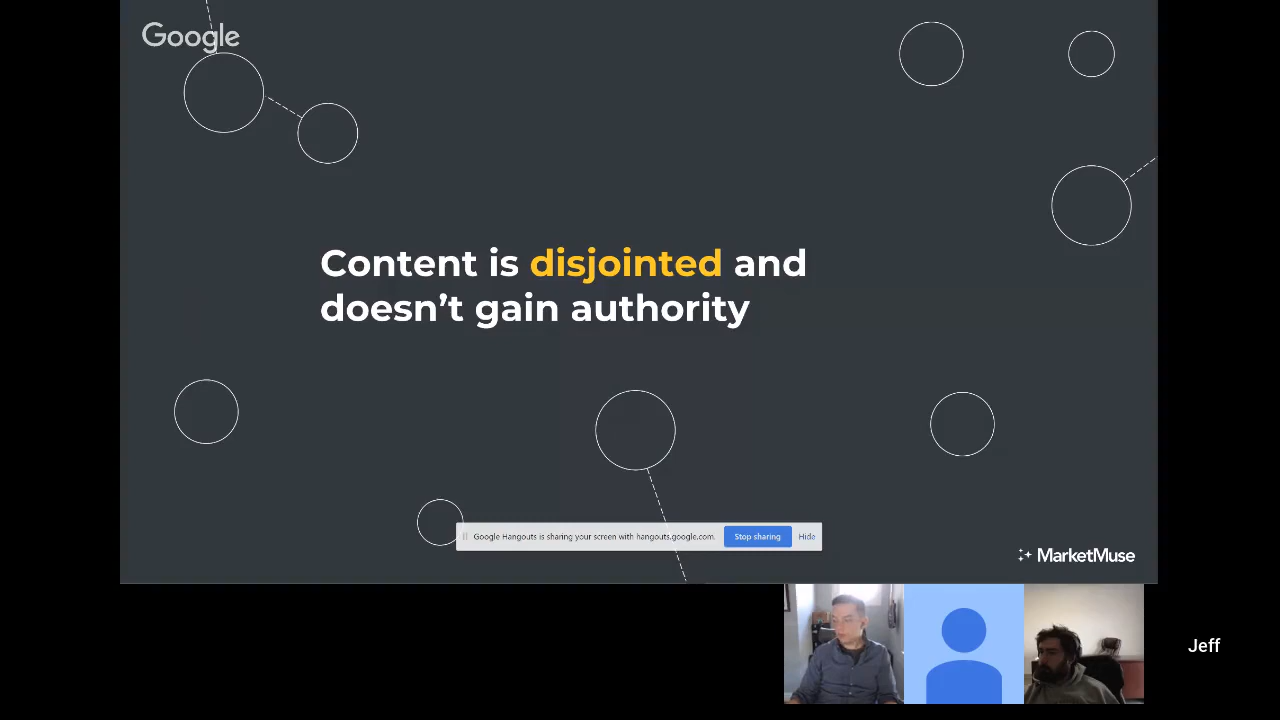 Google
Content is disjointed and
doesn’t gain authority
Google Hangouts is sharing your screen with hangouts.google.com.
Stop sharing
Hide
MarketMuse
Jeff